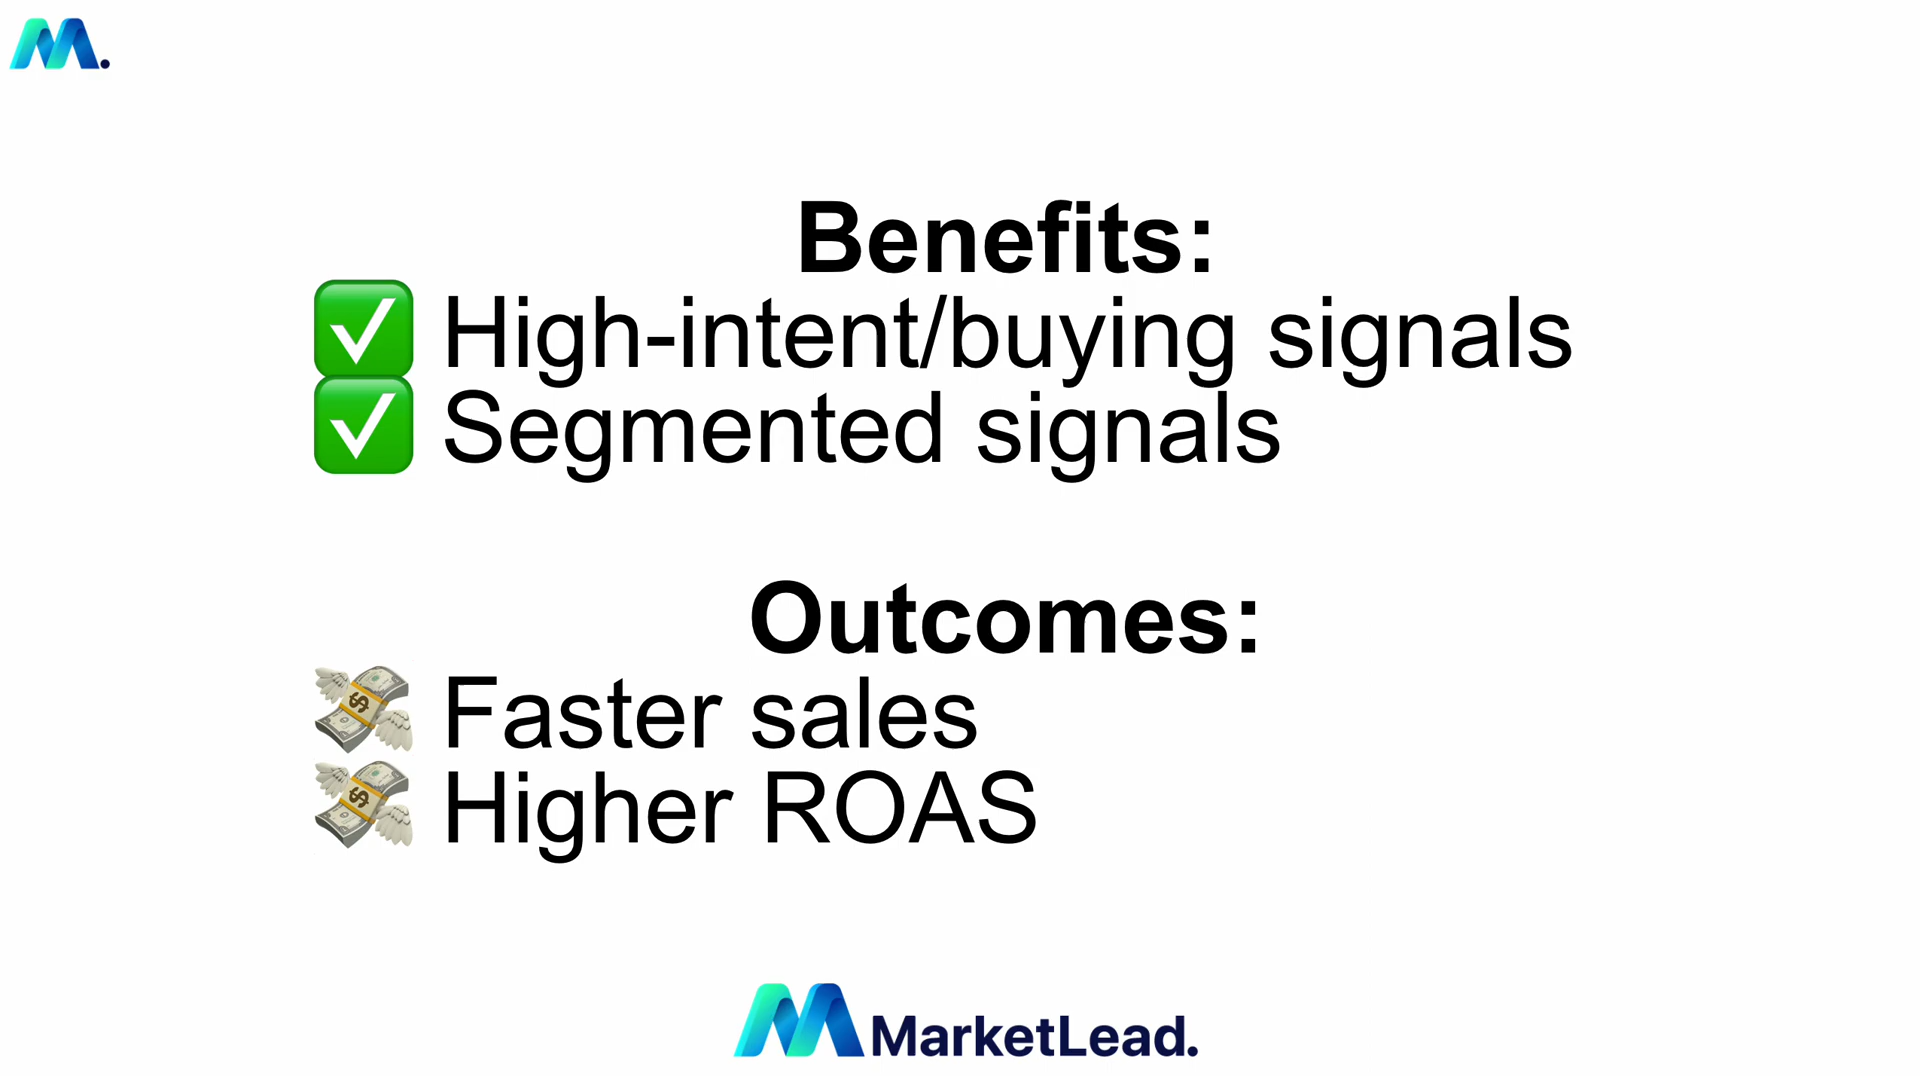 M.
Benefits:
✅ High-intent/buying signals
✅ Segmented signals
Outcomes:
💸 Faster sales
💸 Higher ROAS
MarketLead.